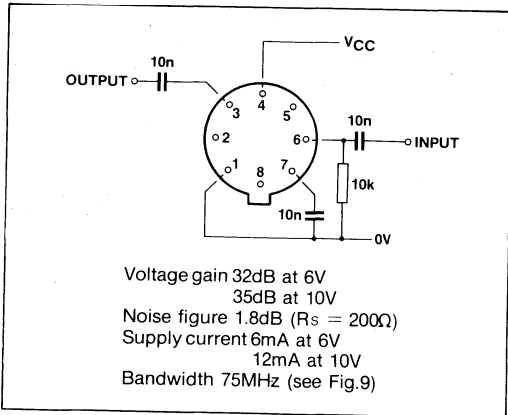 VCC
10n
OUTPUT
3
4
5
10n
2
6
INPUT
1
8
7
10k
10n
0V
Voltage gain 32dB at 6V
35dB at 10V
Noise figure 1.8dB (Rs = 200Ω)
Supply current 6mA at 6V
12mA at 10V
Bandwidth 75MHz (see Fig.9)